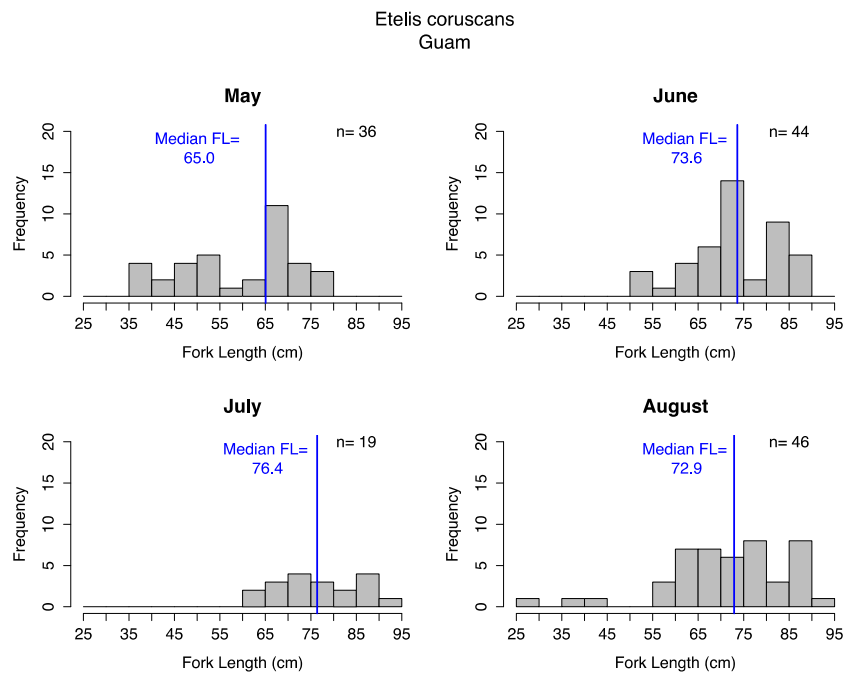 Etelis coruscans
Guam
May
Median FL=
65.0
n= 36
Frequency
0
5
10
15
20
25
35
45
55
65
75
85
95
Fork Length (cm)
June
Median FL=
73.6
n= 44
Frequency
0
5
10
15
20
25
35
45
55
65
75
85
95
Fork Length (cm)
July
Median FL=
76.4
n= 19
Frequency
0
5
10
15
20
25
35
45
55
65
75
85
95
Fork Length (cm)
August
Median FL=
72.9
n= 46
Frequency
0
5
10
15
20
25
35
45
55
65
75
85
95
Fork Length (cm)